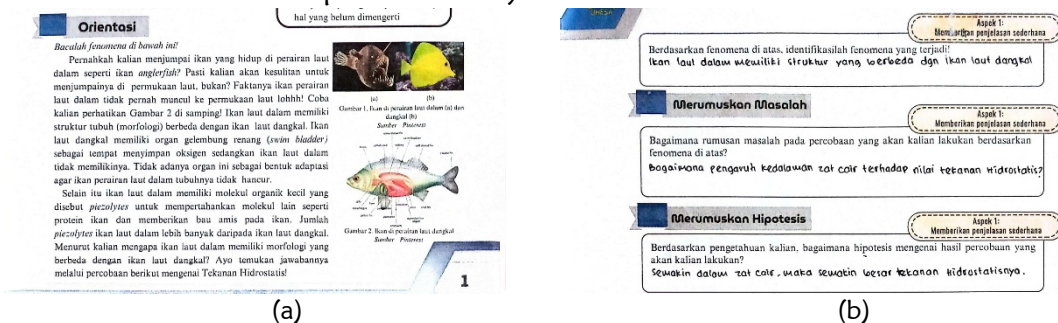 hal yang belum dimengerti
Orientasi
Bacalah fenomena di bawah ini!
Pernahkah kalian menjumpai ikan yang hidup di perairan laut
dalam seperti ikan anglerfish? Pasti kalian akan kesulitan untuk
menjumpainya di permukaan laut, bukan? Faktanya ikan perairan
laut dalam tidak pernah muncul ke permukaan laut lohhh! Coba
kalian perhatikan Gambar 2 di samping! Ikan laut dalam memiliki
struktur tubuh (morfologi) berbeda dengan ikan laut dangkal. Ikan
laut dangkal memiliki organ gelembung renang (swim bladder)
sebagai tempat menyimpan oksigen sedangkan ikan laut dalam
tidak memilikinya. Tidak adanya organ ini sebagai bentuk adaptasi
agar ikan perairan laut dalam tubuhnya tidak hancur.
Selain itu ikan laut dalam memiliki molekul organik kecil yang
disebut piezolytes untuk mempertahankan molekul lain seperti
protein ikan dan memberikan bau amis pada ikan. Jumlah
piezolytes ikan laut dalam lebih banyak daripada ikan laut dangkal.
Menurut kalian mengapa ikan laut dalam memiliki morfologi yang
berbeda dengan ikan laut dangkal? Ayo temukan jawabannya
melalui percobaan berikut mengenai Tekanan Hidrostatis!
(a) (b)
Gambar 1. Ikan di perairan laut dalam (a) dan
dangkal (b)
Sumber Pinterest
Gambar 2. Ikan di perairan laut dangkal
Sumber Pinterest
1
(a)
Aspek 1:
Memberikan penjelasan sederhana
Berdasarkan fenomena di atas, identifikasilah fenomena yang terjadi!
Ikan laut dalam memiliki struktur yang berbeda dgn ikan laut dangkal
Merumuskan Masalah
Aspek 1:
Memberikan penjelasan sederhana
Bagaimana rumusan masalah pada percobaan yang akan kalian lakukan berdasarkan
fenomena di atas?
Bagaimana pengaruh kedalaman zat cair terhadap nilai tekanan Hidrostatis?
Merumuskan Hipotesis
Aspek 1:
Memberikan penjelasan sederhana
Berdasarkan pengetahuan kalian, bagaimana hipotesis mengenai hasil percobaan yang
akan kalian lakukan?
Semakin dalam zat cair, maka semakin besar tekanan hidrostatisnya.
(b)